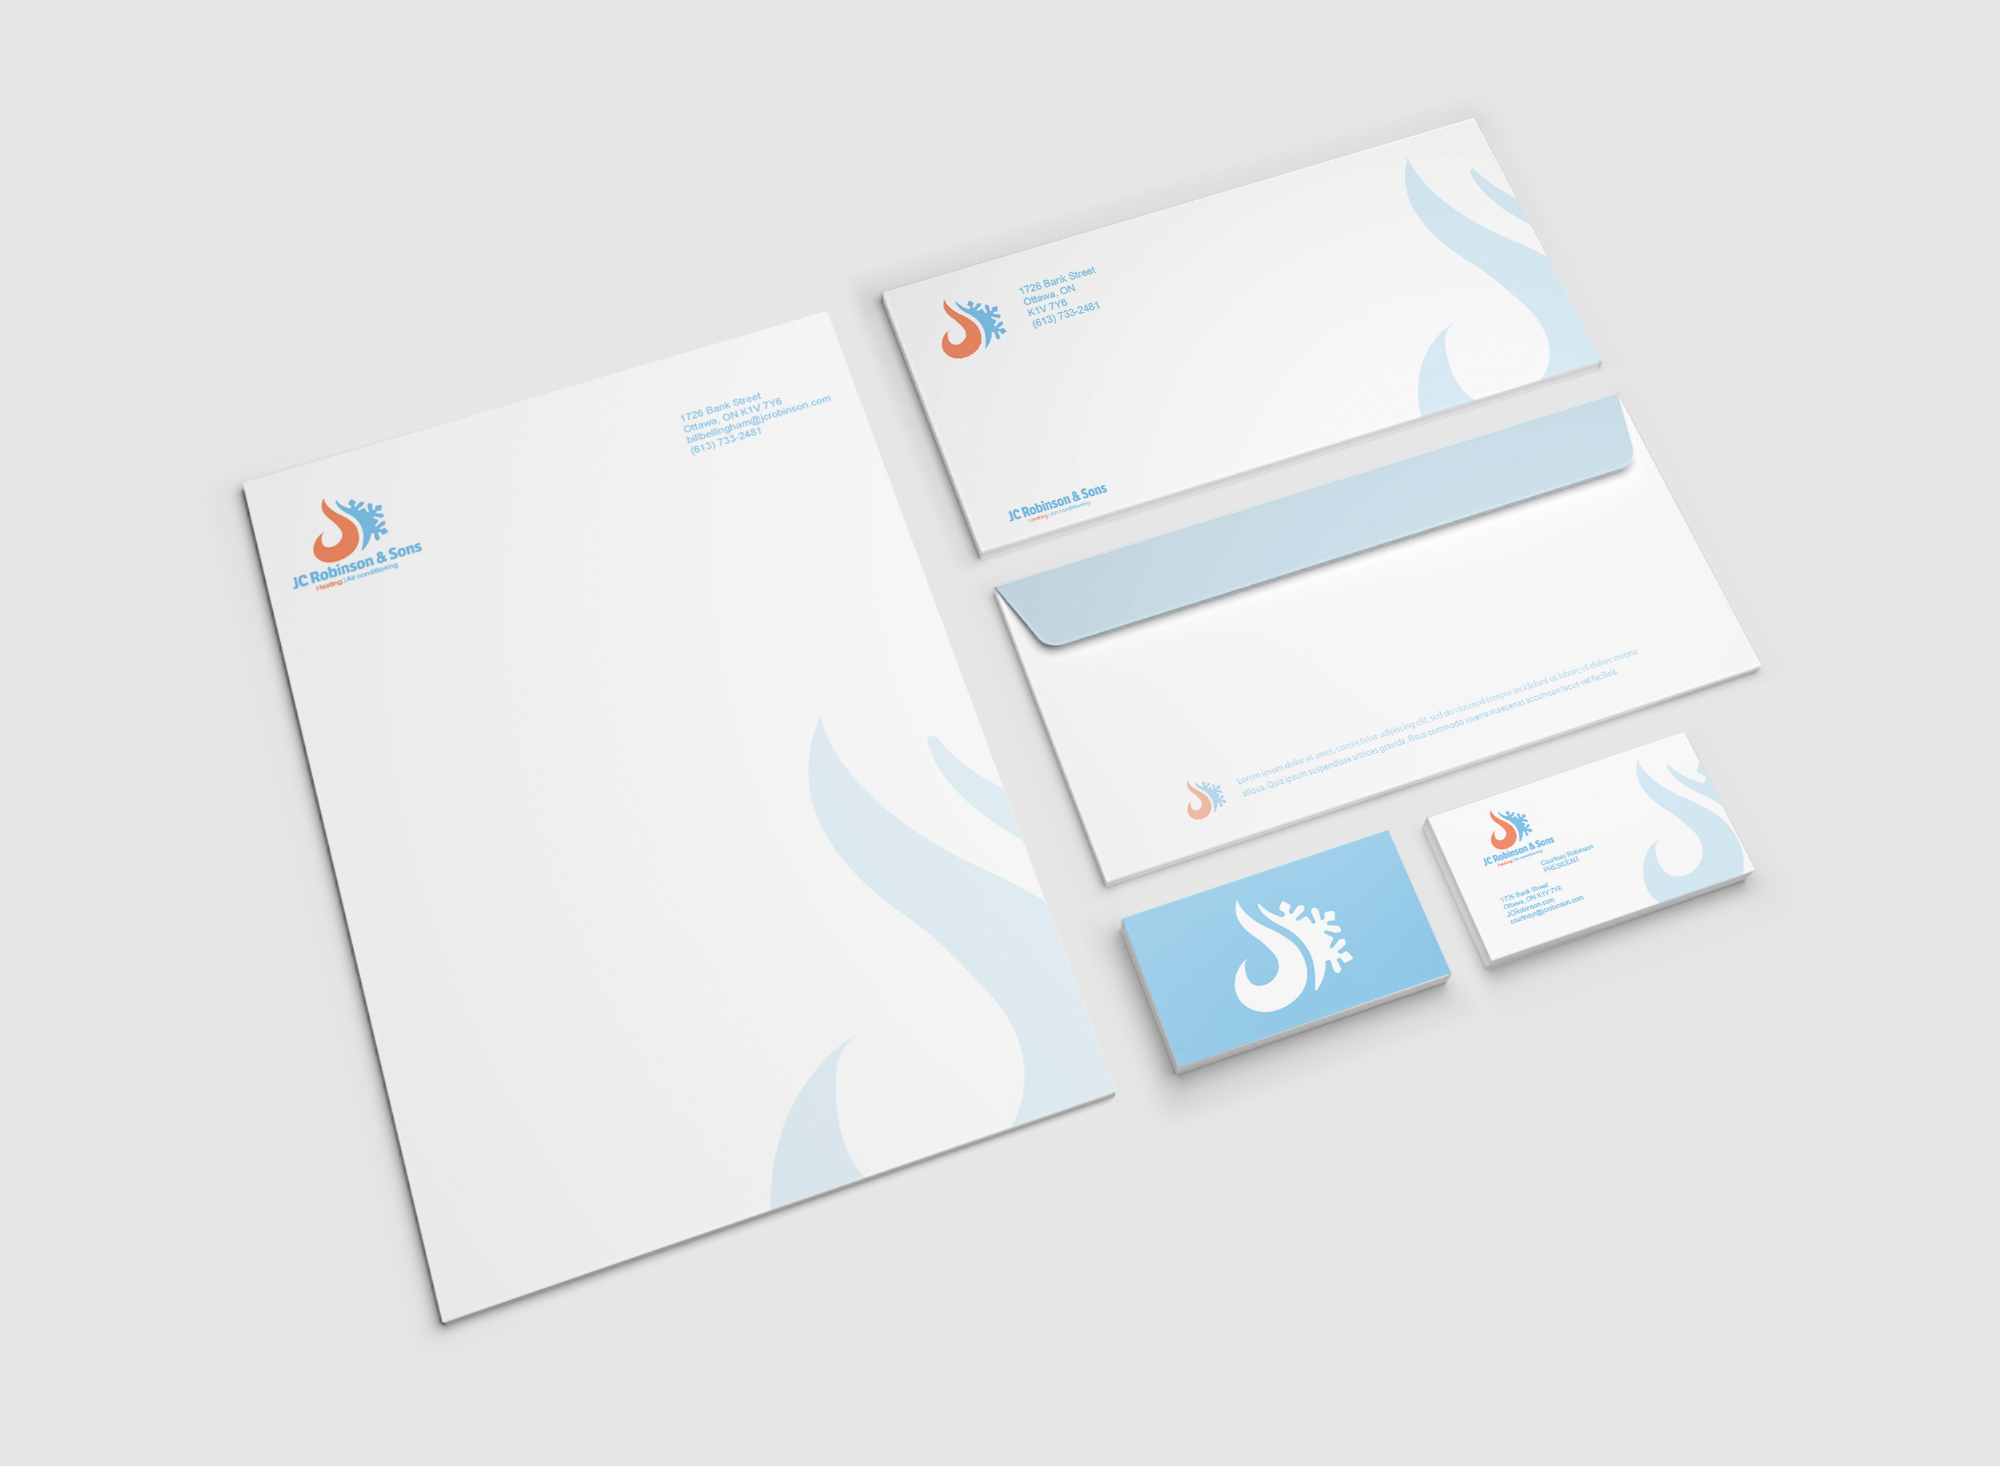 1726 Bank Street
Ottawa, ON K1V 7Y6
billbellingham@jcrobinson.com
(613) 733-2481
JC Robinson & Sons
Heating | Air conditioning
1726 Bank Street
Ottawa, ON
K1V 7Y6
(613) 733-2481
JC Robinson & Sons
Heating | Air conditioning
Lorem ipsum dolor sit amet, consectetur adipiscing elit, sed do eiusmod tempor incididunt ut labore et dolore magna
aliqua. Quis ipsum suspendisse ultrices gravida. Risus commodo viverra maecenas accumsan lacus vel facilisis.
JC Robinson & Sons
Heating | Air conditioning
Courtney Robinson
PRESIDENT
1726 Bank Street
Ottawa, ON K1V 7Y6
JCRobinson.com
courtneyr@jcrobinson.com